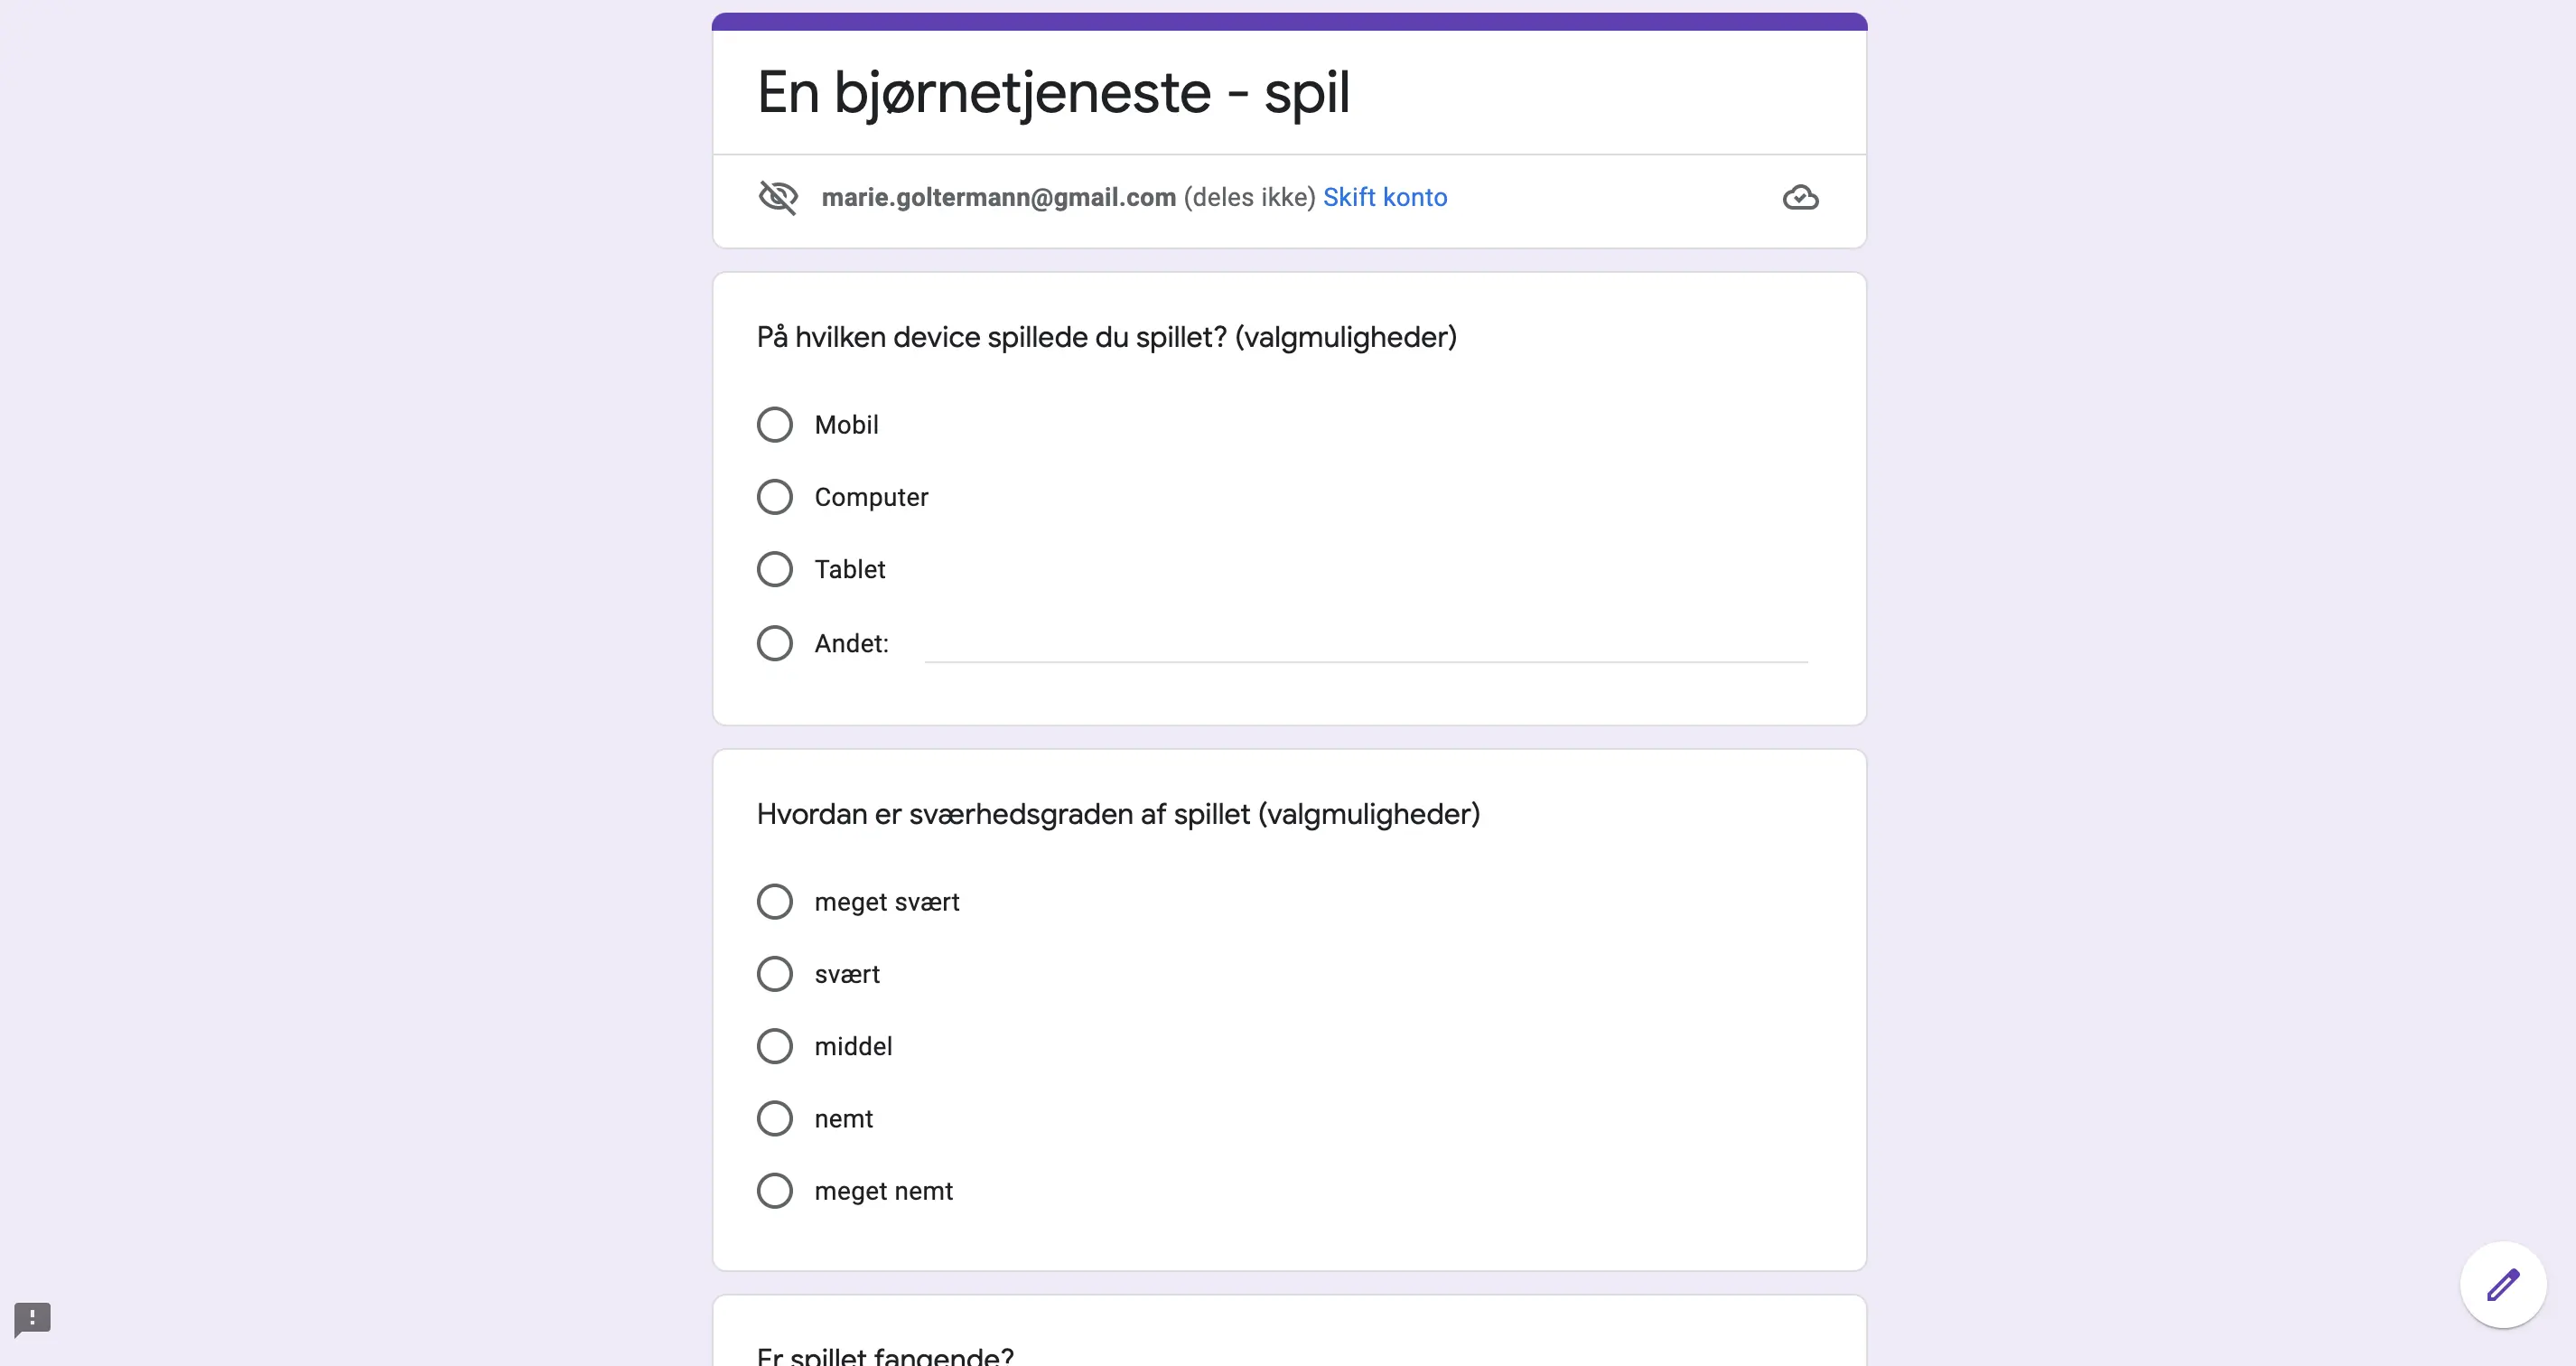 En bjørnetjeneste - spil
marie.goltermann@gmail.com (deles ikke) Skift konto
På hvilken device spillede du spillet? (valgmuligheder)
Mobil
Computer
Tablet
Andet:
Hvordan er sværhedsgraden af spillet (valgmuligheder)
meget svært
svært
middel
nemt
meget nemt
Er spillet fangende?